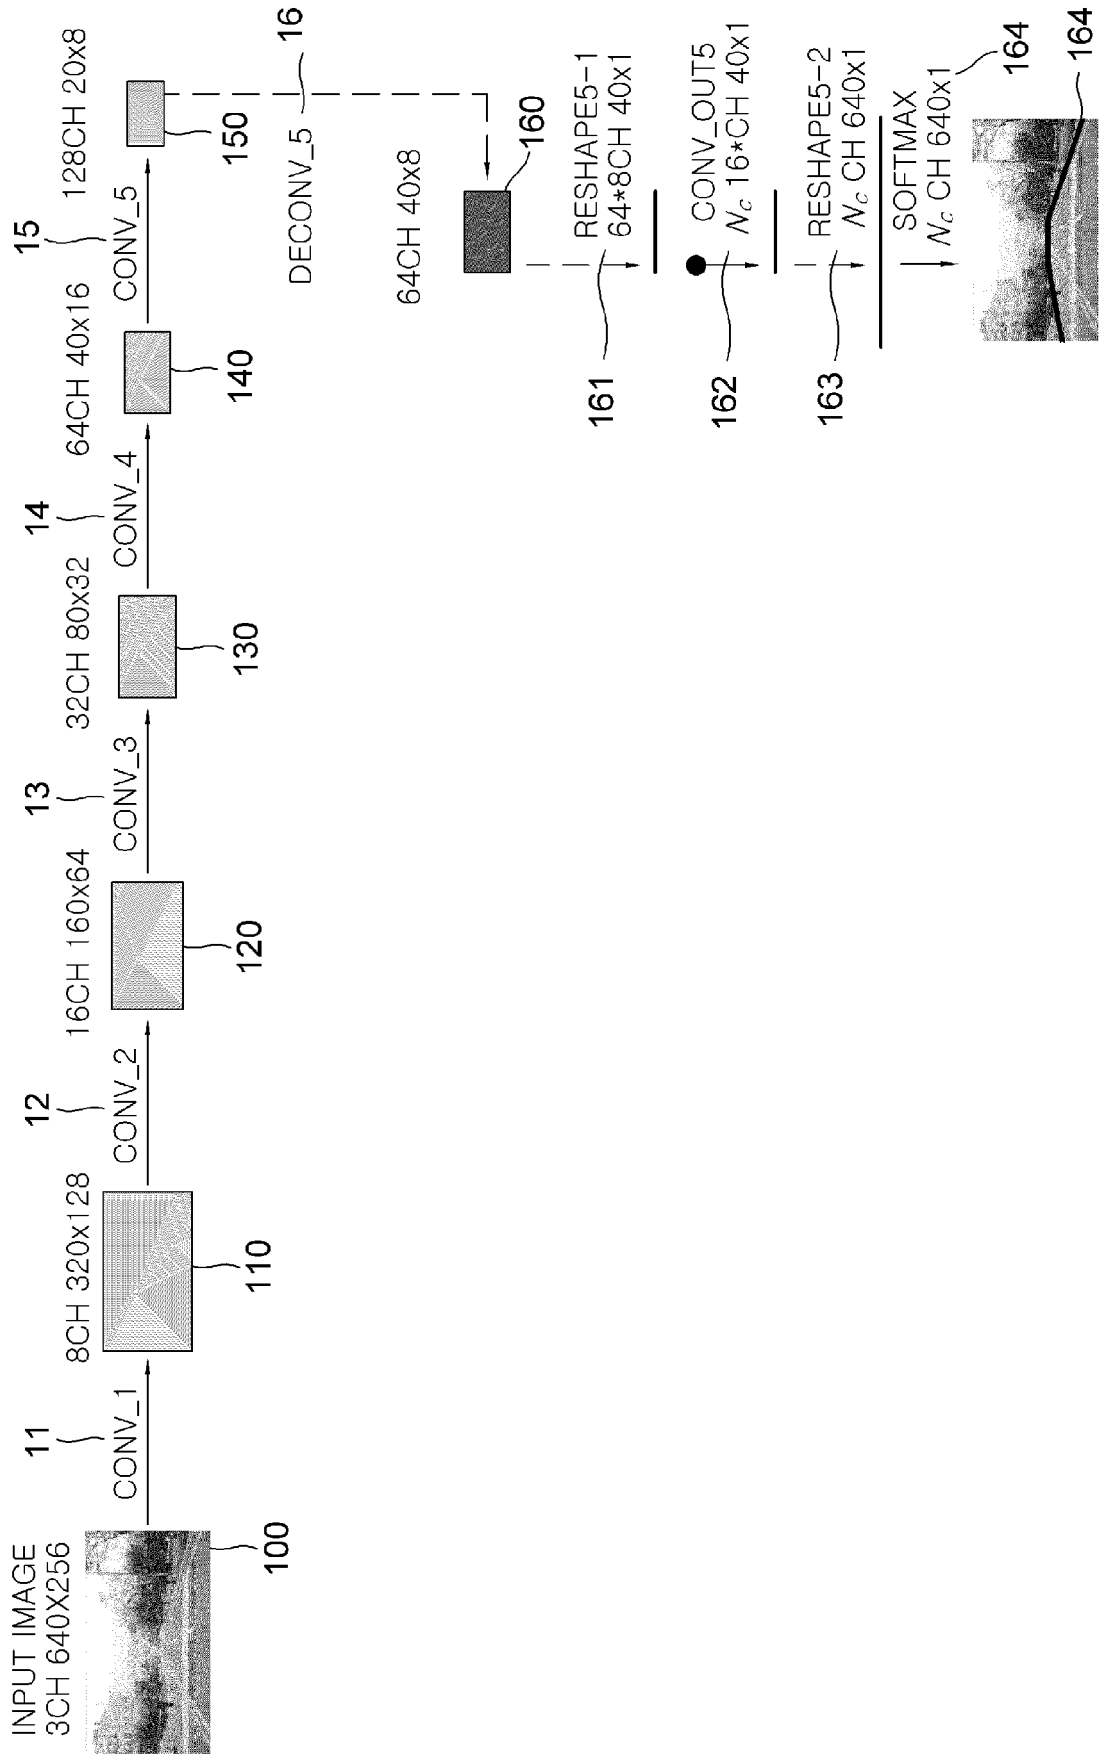 INPUT IMAGE
3CH 640X256
100
11
CONV_1
8CH 320x128
110
12
CONV_2
16CH 160x64
120
13
CONV_3
32CH 80x32
130
14
CONV_4
64CH 40x16
140
15
CONV_5
128CH 20x8
150
16
DECONV_5
64CH 40x8
160
161
RESHAPE5-1
64*8CH 40x1
162
CONV_OUT5
Nc 16*CH 40x1
163
RESHAPE5-2
Nc CH 640x1
SOFTMAX
Nc CH 640x1
164
164